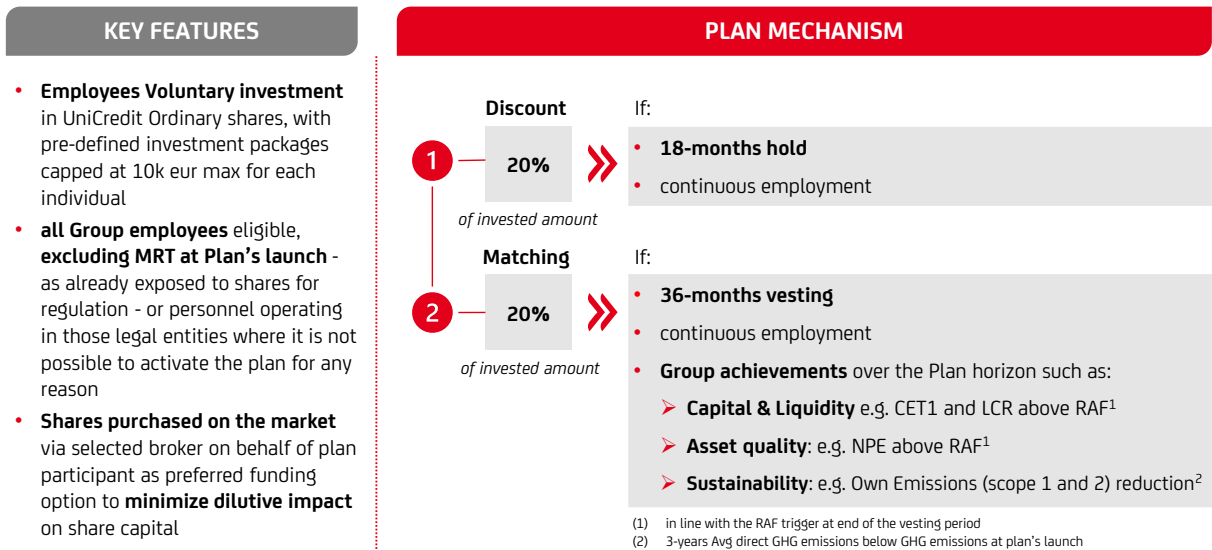 KEY FEATURES
• Employees Voluntary investment
in UniCredit Ordinary shares, with
pre-defined investment packages
capped at 10k eur max for each
individual
• all Group employees eligible,
excluding MRT at Plan's launch -
as already exposed to shares for
regulation - or personnel operating
in those legal entities where it is not
possible to activate the plan for any
reason
• Shares purchased on the market
via selected broker on behalf of plan
participant as preferred funding
option to minimize dilutive impact
on share capital
PLAN MECHANISM
Discount
If:
1
20%
• 18-months hold
• continuous employment
of invested amount
Matching
If:
2
20%
• 36-months vesting
• continuous employment
of invested amount
• Group achievements over the Plan horizon such as:
➢ Capital & Liquidity e.g. CET1 and LCR above RAF¹
➢ Asset quality: e.g. NPE above RAF¹
➢ Sustainability: e.g. Own Emissions (scope 1 and 2) reduction²
(1) in line with the RAF trigger at end of the vesting period
(2) 3-years Avg direct GHG emissions below GHG emissions at plan's launch